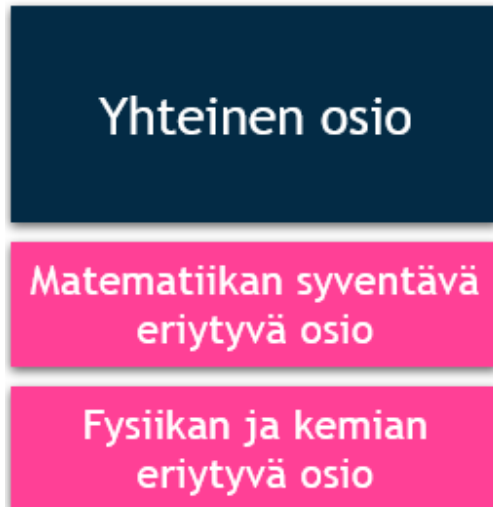 Yhteinen osio
Matematiikan syventävä
eriytyvä osio
Fysiikan ja kemian
eriytyvä osio